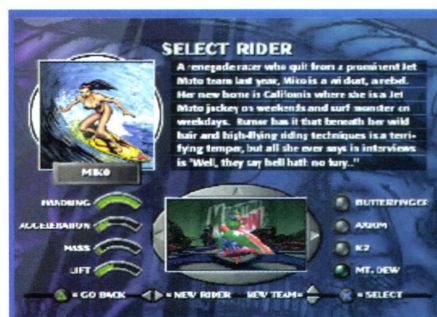 SELECT RIDER
A renegade racer who quit from a prominent Jet
Moto team last year, Miko is a wildcat, a rebel.
Her new home is California where she is a Jet
Moto jockey on weekends and surf monster on
weekdays. Rumor has it that beneath her wild
hair and high-flying riding techniques is a terri-
fying temper, but all she ever says in interviews
is "Well, they say hell hath no fury.."
MIKO
HANDLING
ACCELERATION
MASS
LIFT
BUTTERFINGER
AXIUM
K2
MT. DEW
= GO BACK
= NEW RIDER
NEW TEAM=
= SELECT